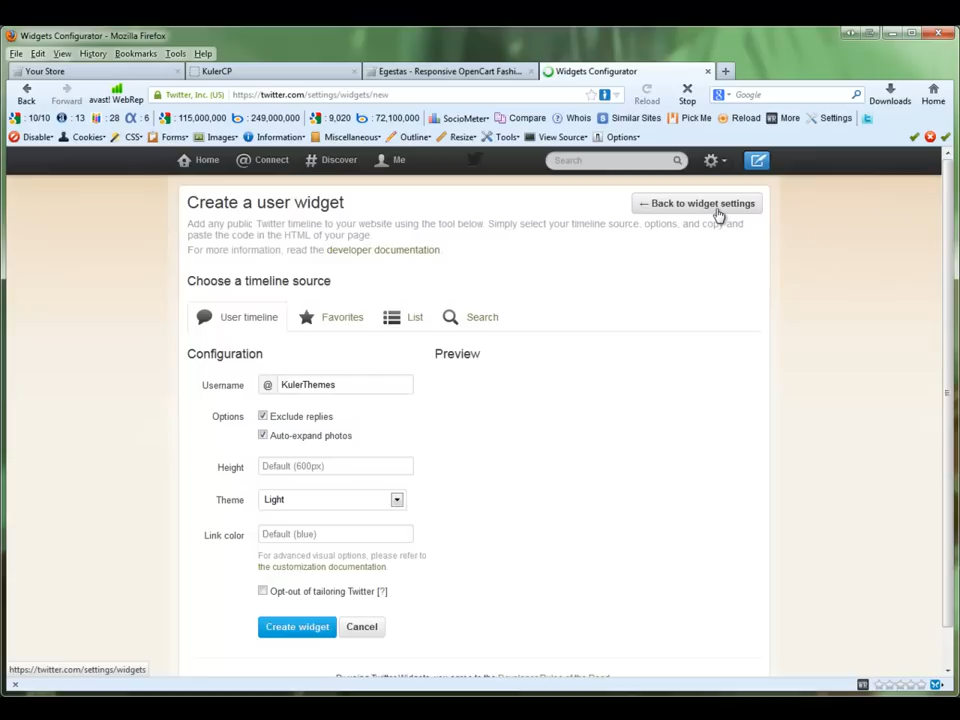 Widgets Configurator - Mozilla Firefox
File Edit View History Bookmarks Tools Help
Your Store
KulerCP
Egestas - Responsive OpenCart Fashi...
Widgets Configurator
Back Forward avast! WebRep
Twitter, Inc. (US) https://twitter.com/settings/widgets/new
Reload Stop
Google
Downloads Home
: 10/10 : 13 : 28 : 6 : 115,000,000 : 249,000,000 : 9,020 : 72,100,000 SocioMeter Compare Whois Similar Sites Pick Me Reload More Settings
Disable Cookies CSS Forms Images Information Miscellaneous Outline Resize Tools View Source Options
Home Connect Discover Me
Search
Create a user widget
← Back to widget settings
Add any public Twitter timeline to your website using the tool below. Simply select your timeline source, options, and copy and
paste the code in the HTML of your page.
For more information, read the developer documentation.
Choose a timeline source
User timeline Favorites List Search
Configuration
Preview
Username @ KulerThemes
Options Exclude replies
Auto-expand photos
Height Default (600px)
Theme Light
Link color Default (blue)
For advanced visual options, please refer to
the customization documentation.
Opt-out of tailoring Twitter [?]
Create widget Cancel
https://twitter.com/settings/widgets